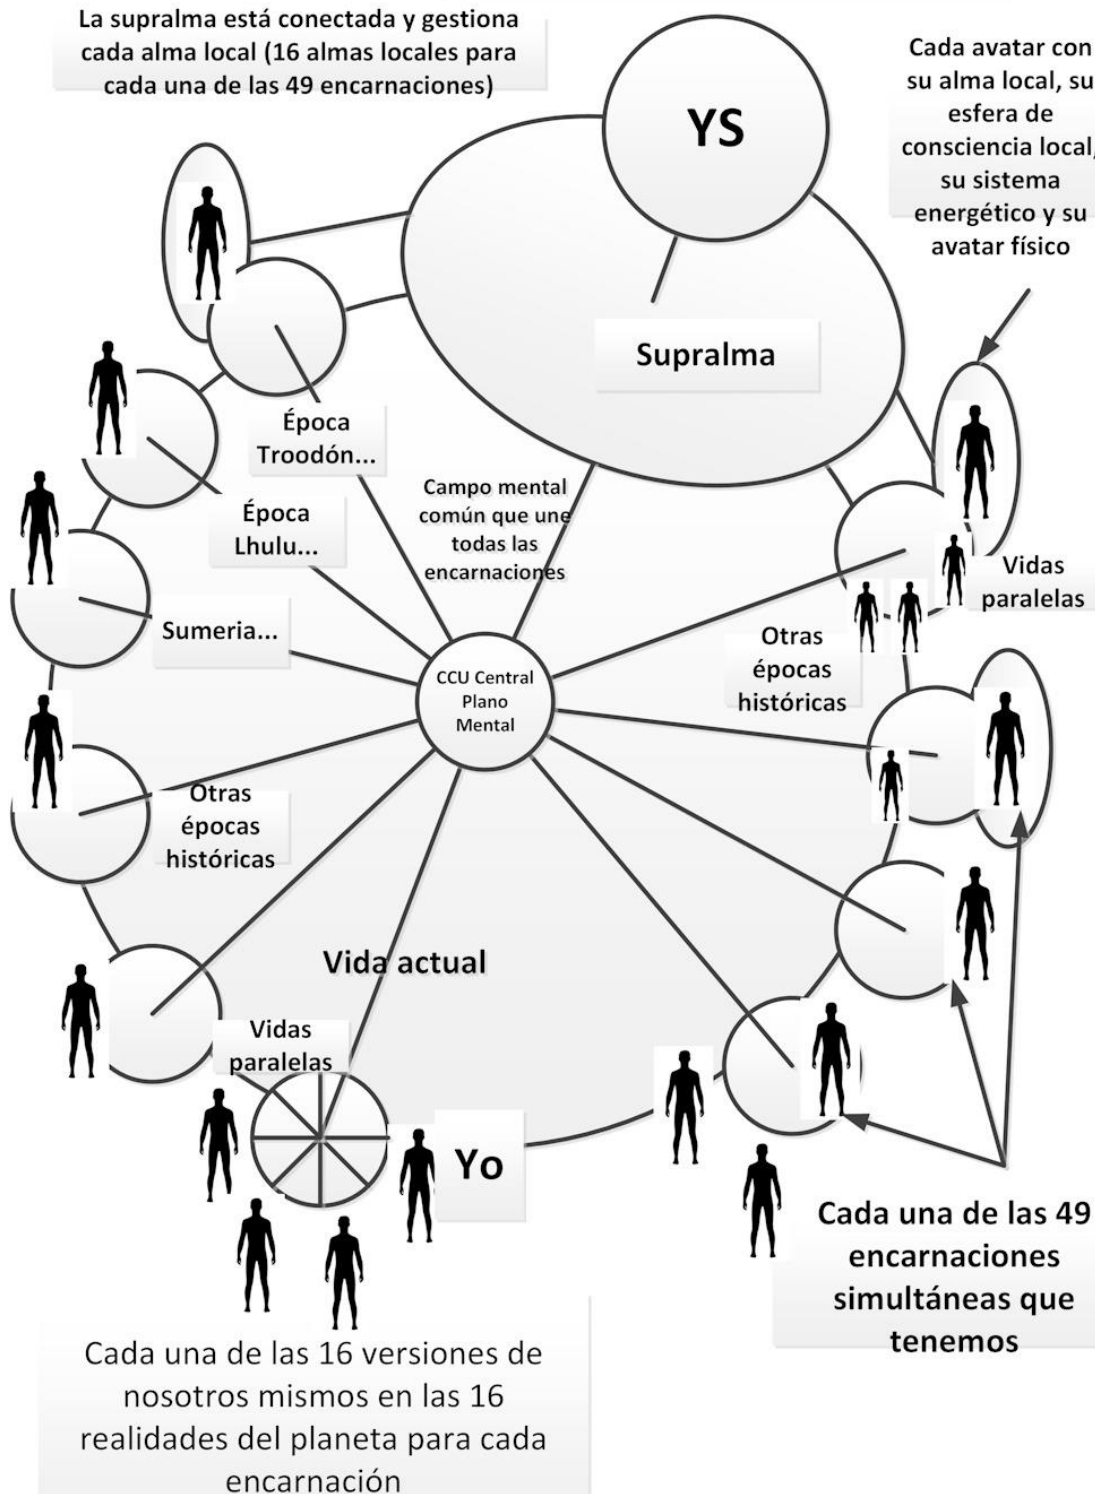 La supralma está conectada y gestiona
cada alma local (16 almas locales para
cada una de las 49 encarnaciones)
YS
Cada avatar con
su alma local, su
esfera de
consciencia local,
su sistema
energético y su
avatar físico
Supralma
Época
Troodón...
Campo mental
común que une
todas las
encarnaciones
Época
Lhulu...
Vidas
paralelas
Sumeria...
Otras
épocas
históricas
CCU Central
Plano
Mental
Otras
épocas
históricas
Vida actual
Vidas
paralelas
Yo
Cada una de las 49
encarnaciones
simultáneas que
tenemos
Cada una de las 16 versiones de
nosotros mismos en las 16
realidades del planeta para cada
encarnación